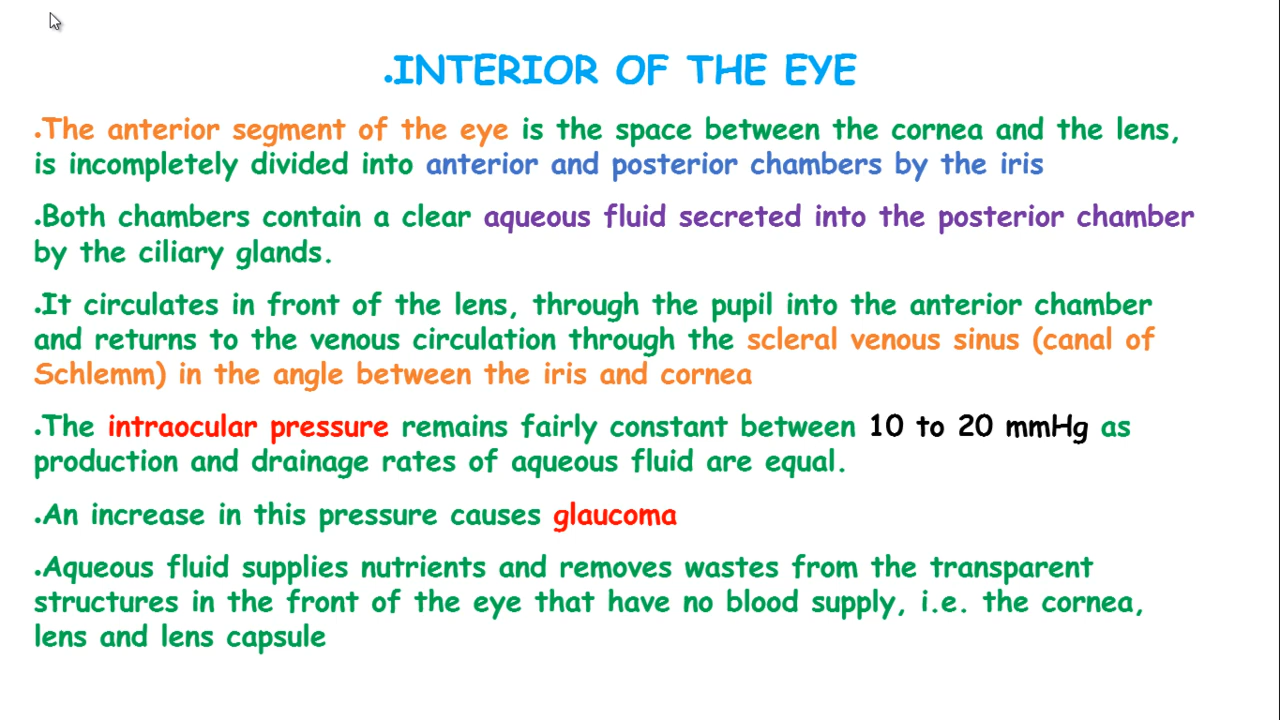 •INTERIOR OF THE EYE
•The anterior segment of the eye is the space between the cornea and the lens,
is incompletely divided into anterior and posterior chambers by the iris
•Both chambers contain a clear aqueous fluid secreted into the posterior chamber
by the ciliary glands.
•It circulates in front of the lens, through the pupil into the anterior chamber
and returns to the venous circulation through the scleral venous sinus (canal of
Schlemm) in the angle between the iris and cornea
•The intraocular pressure remains fairly constant between 10 to 20 mmHg as
production and drainage rates of aqueous fluid are equal.
•An increase in this pressure causes glaucoma
•Aqueous fluid supplies nutrients and removes wastes from the transparent
structures in the front of the eye that have no blood supply, i.e. the cornea,
lens and lens capsule